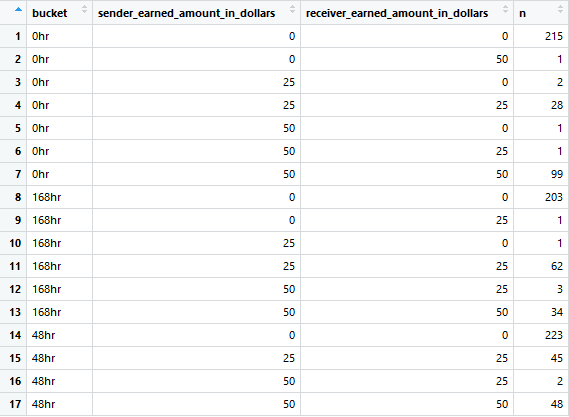 bucket sender_earned_amount_in_dollars receiver_earned_amount_in_dollars n
1 0hr 0 0 215
2 0hr 0 50 1
3 0hr 25 0 2
4 0hr 25 25 28
5 0hr 50 0 1
6 0hr 50 25 1
7 0hr 50 50 99
8 168hr 0 0 203
9 168hr 0 25 1
10 168hr 25 0 1
11 168hr 25 25 62
12 168hr 50 25 3
13 168hr 50 50 34
14 48hr 0 0 223
15 48hr 25 25 45
16 48hr 50 25 2
17 48hr 50 50 48